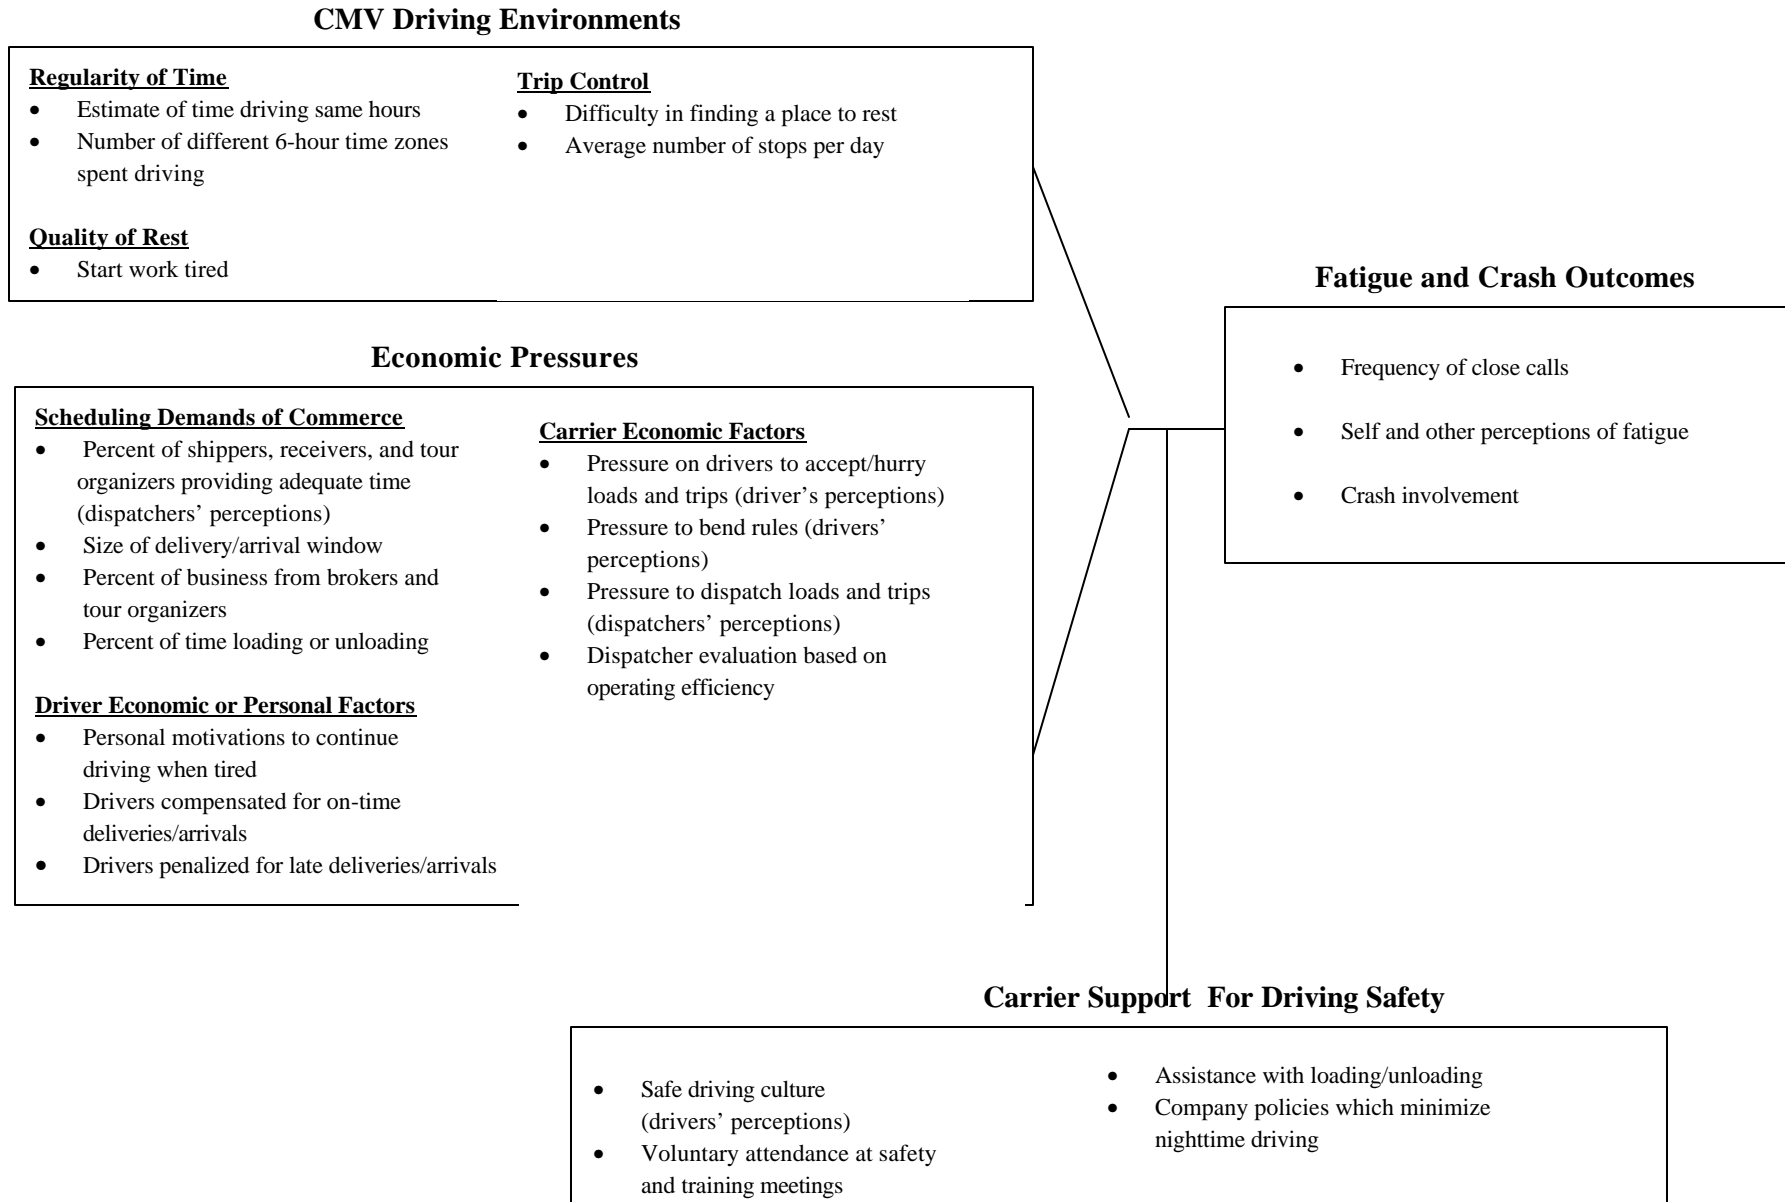 CMV Driving Environments
Regularity of Time
• Estimate of time driving same hours
• Number of different 6-hour time zones
spent driving
Quality of Rest
• Start work tired
Trip Control
• Difficulty in finding a place to rest
• Average number of stops per day
Economic Pressures
Scheduling Demands of Commerce
• Percent of shippers, receivers, and tour
organizers providing adequate time
(dispatchers’ perceptions)
• Size of delivery/arrival window
• Percent of business from brokers and
tour organizers
• Percent of time loading or unloading
Driver Economic or Personal Factors
• Personal motivations to continue
driving when tired
• Drivers compensated for on-time
deliveries/arrivals
• Drivers penalized for late deliveries/arrivals
Carrier Economic Factors
• Pressure on drivers to accept/hurry
loads and trips (driver’s perceptions)
• Pressure to bend rules (drivers’
perceptions)
• Pressure to dispatch loads and trips
(dispatchers’ perceptions)
• Dispatcher evaluation based on
operating efficiency
Fatigue and Crash Outcomes
• Frequency of close calls
• Self and other perceptions of fatigue
• Crash involvement
Carrier Support For Driving Safety
• Safe driving culture
(drivers’ perceptions)
• Voluntary attendance at safety
and training meetings
• Assistance with loading/unloading
• Company policies which minimize
nighttime driving